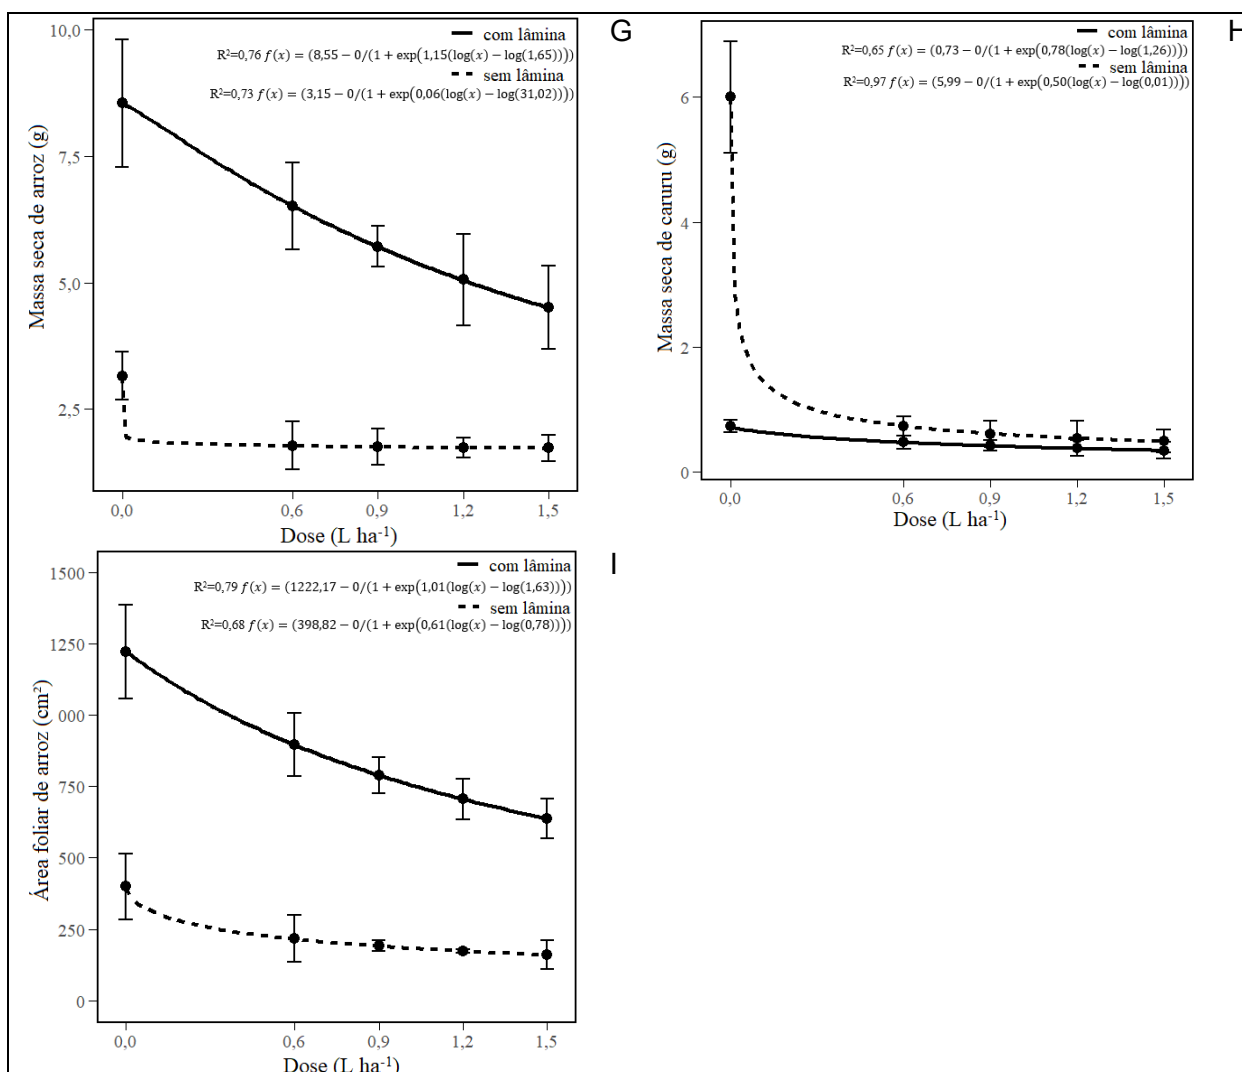 G
com lâmina
R²=0,76 f(x) = (8,55 − 0/(1 + exp(1,15(log(x) − log(1,65))))
sem lâmina
R²=0,73 f(x) = (3,15 − 0/(1 + exp(0,06(log(x) − log(31,02))))
Massa seca de arroz (g)
10,0
7,5
5,0
2,5
0,0 0,6 0,9 1,2 1,5
Dose (L ha⁻¹)
H
com lâmina
R²=0,65 f(x) = (0,73 − 0/(1 + exp(0,78(log(x) − log(1,26))))
sem lâmina
R²=0,97 f(x) = (5,99 − 0/(1 + exp(0,50(log(x) − log(0,01))))
Massa seca de caruru (g)
6
4
2
0
0,0 0,6 0,9 1,2 1,5
Dose (L ha⁻¹)
I
com lâmina
R²=0,79 f(x) = (1222,17 − 0/(1 + exp(1,01(log(x) − log(1,63))))
sem lâmina
R²=0,68 f(x) = (398,82 − 0/(1 + exp(0,61(log(x) − log(0,78))))
Área foliar de arroz (cm²)
1500
1250
000
750
500
250
0
0,0 0,6 0,9 1,2 1,5
Dose (L ha⁻¹)